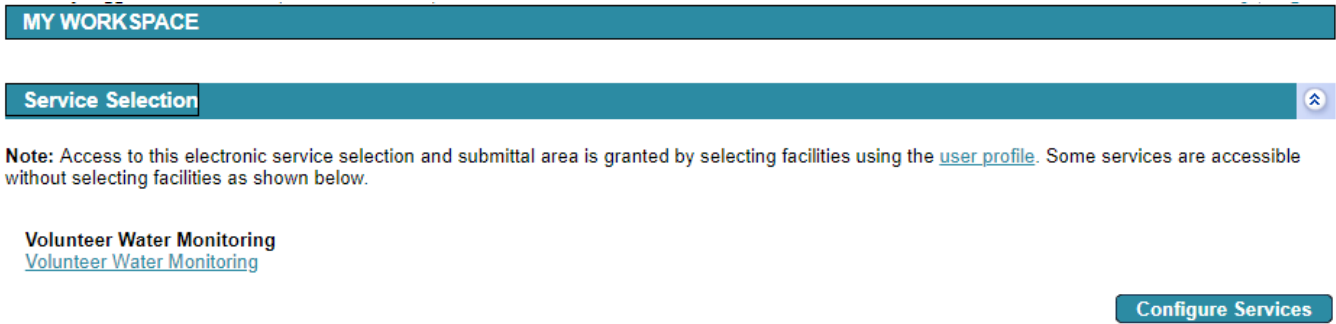 MY WORKSPACE
Service Selection
Note: Access to this electronic service selection and submittal area is granted by selecting facilities using the user profile. Some services are accessible
without selecting facilities as shown below.
Volunteer Water Monitoring
Volunteer Water Monitoring
Configure Services